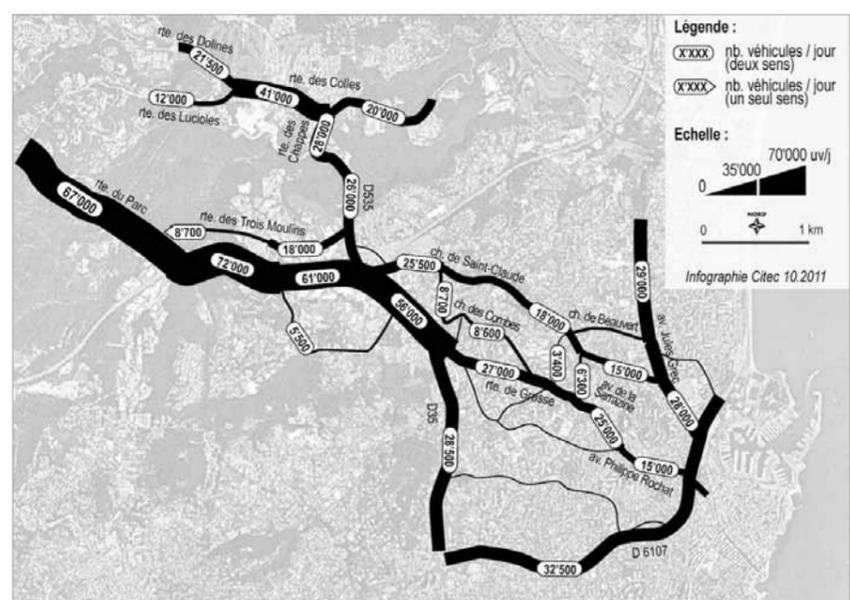 Légende :
X'XXX nb. véhicules / jour
(deux sens)
X'XXX nb. véhicules / jour
(un seul sens)
Echelle :
0 35'000 70'000 uv/j
NORD
0 1 km
Infographie Citec 10.2011
rte. des Dolines
21'500
rte. des Colles
41'000
12'000
20'000
rte. des Lucioles
rte. des
Chappes
28'000
26'000
D535
67'000
rte. du Parc
rte. des Trois Moulins
8'700
18'000
72'000
61'000
25'500
ch. de Saint-Claude
29'000
8'700
56'000
ch. des Combes
8'600
18'000
ch. de Beauvert
av. Jules Grec
5'500
3'400
6'300
15'000
27'000
rte. de Grasse
av. de la
Sarrazine
28'000
D35
25'000
28'500
15'000
av. Philippe Rochat
D 6107
32'500